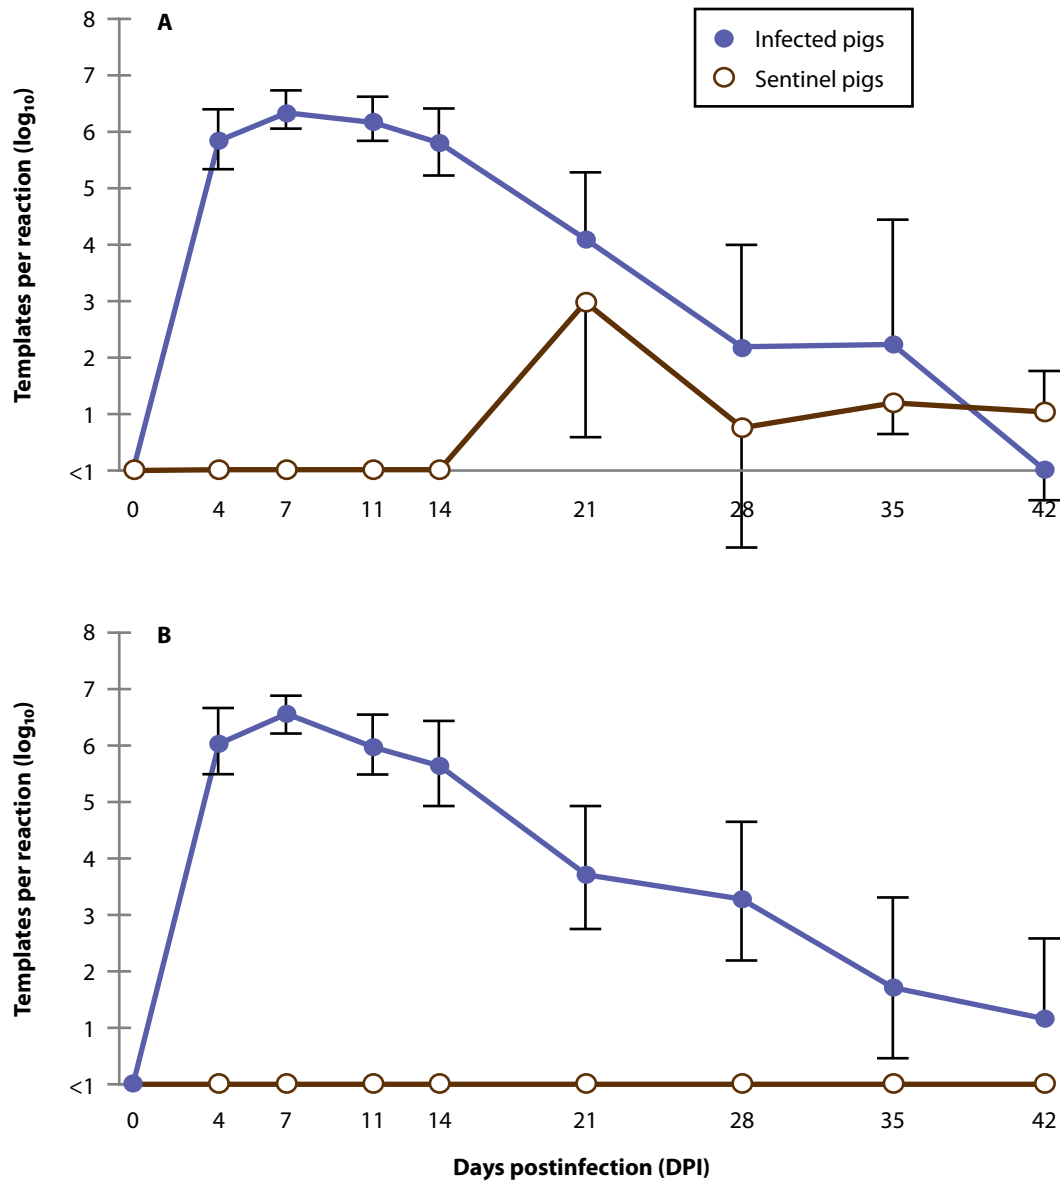 A
Infected pigs
Sentinel pigs
Templates per reaction (log₁₀)
8
7
6
5
4
3
2
1
<1
0 4 7 11 14 21 28 35 42
B
Templates per reaction (log₁₀)
8
7
6
5
4
3
2
1
<1
0 4 7 11 14 21 28 35 42
Days postinfection (DPI)